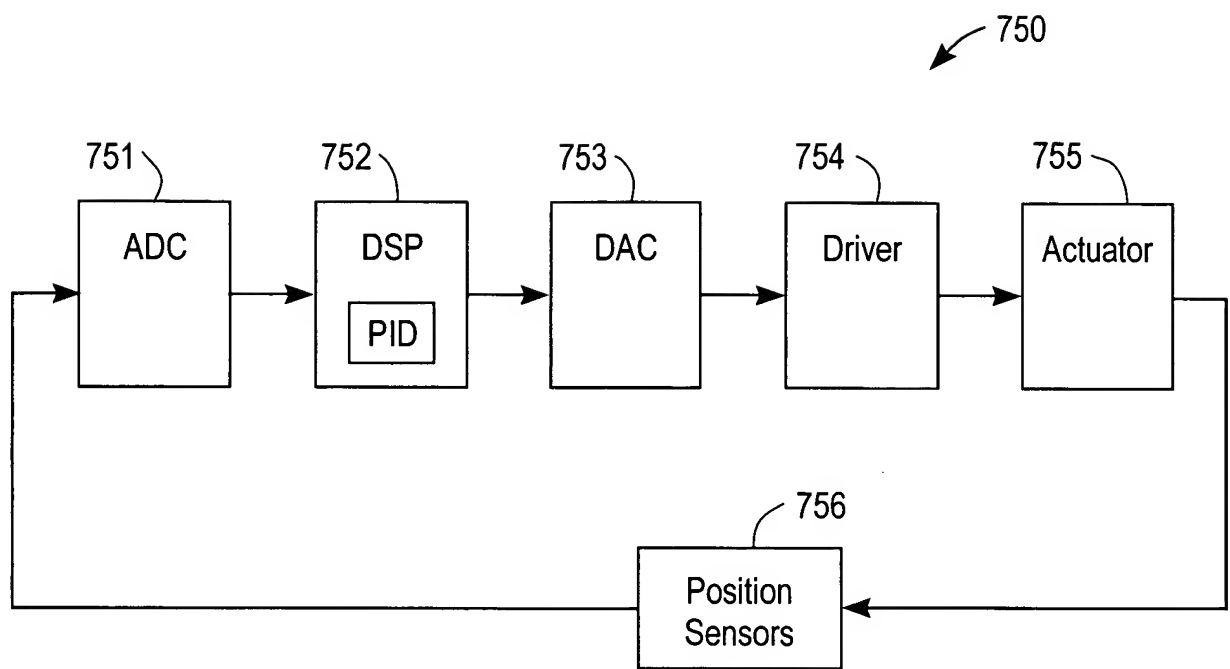 750
751
752
753
754
755
ADC
DSP
DAC
Driver
Actuator
PID
756
Position
Sensors